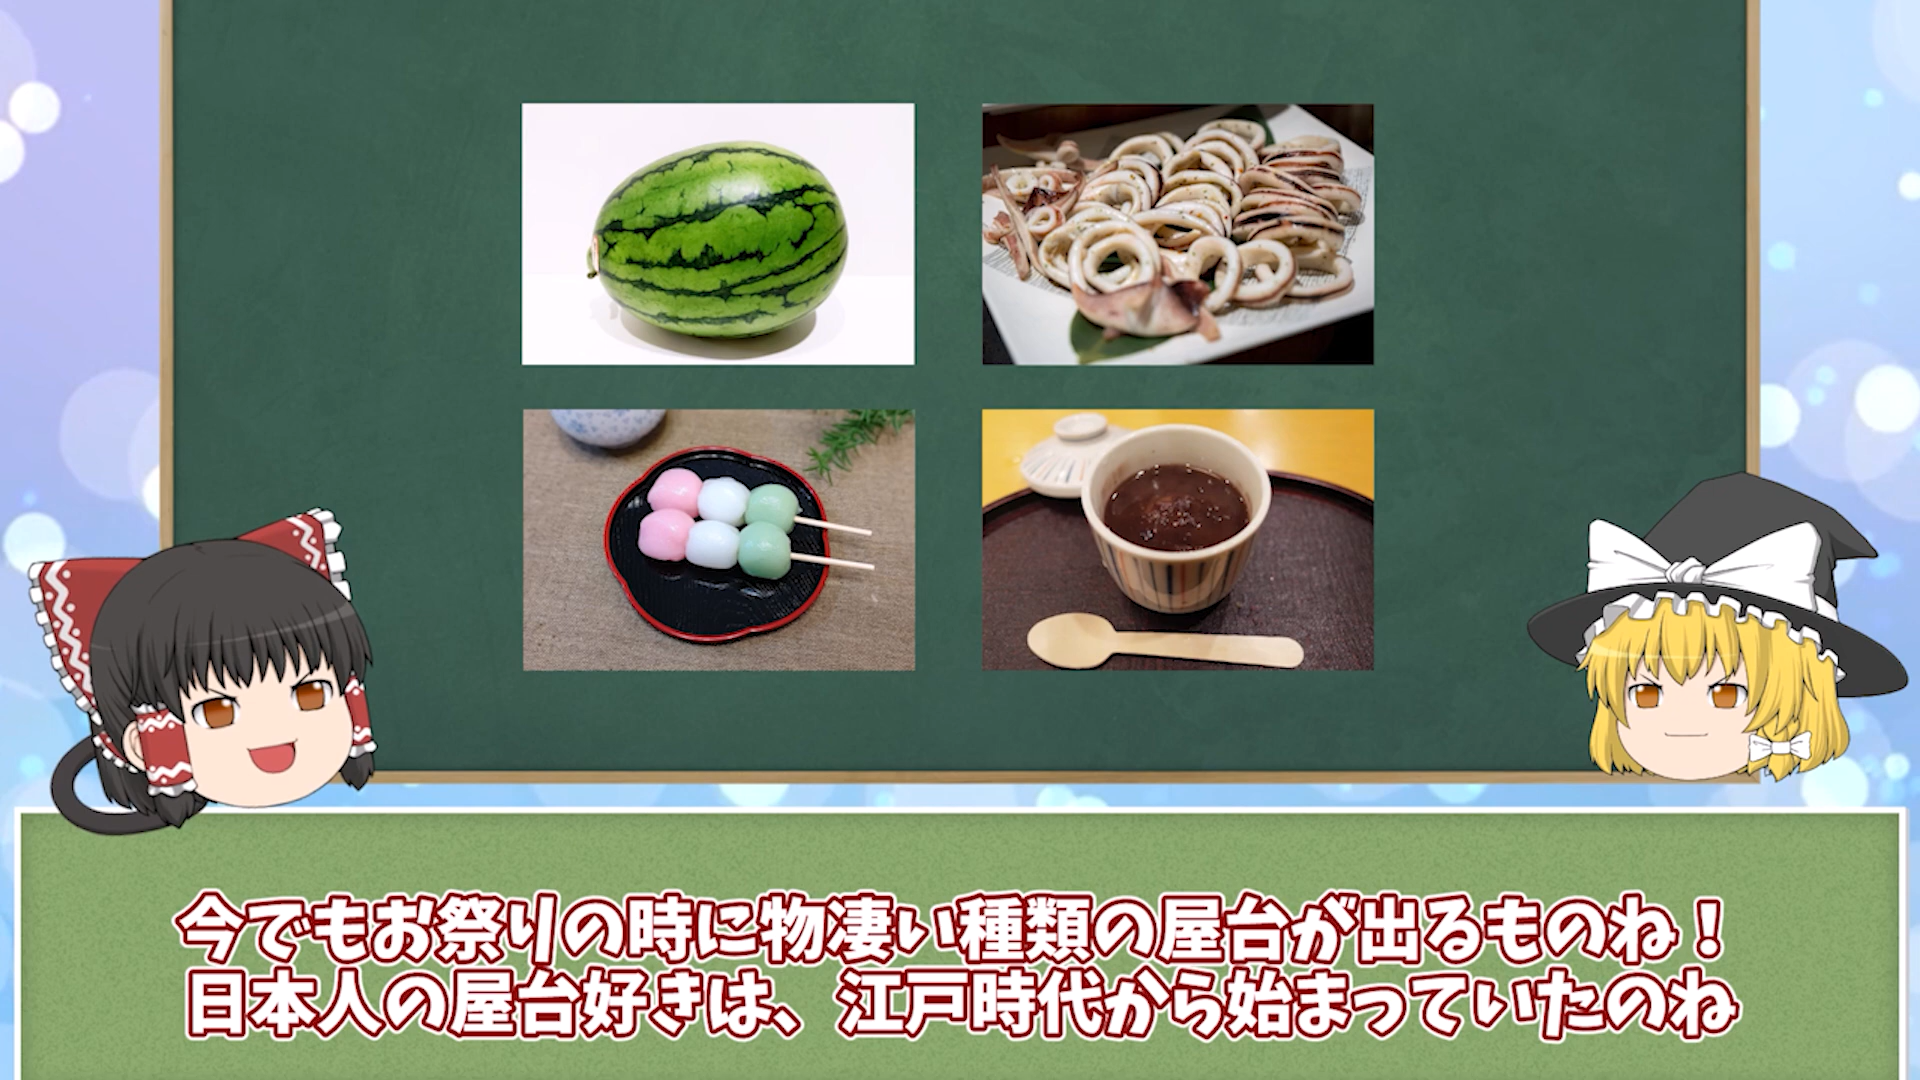 今でもお祭りの時に物凄い種類の屋台が出るものね！
日本人の屋台好きは、江戸時代から始まっていたのね